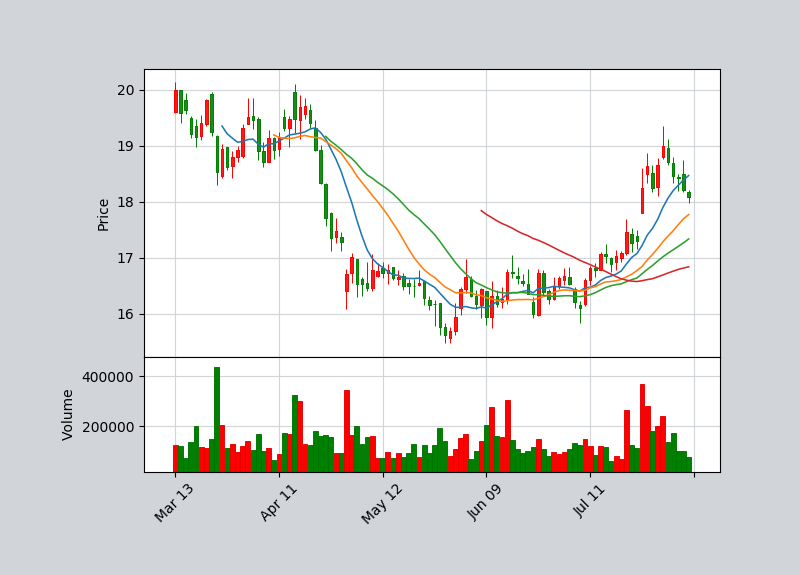 20
19
18
17
16
Price
400000
200000
Volume
Mar 13
Apr 11
May 12
Jun 09
Jul 11